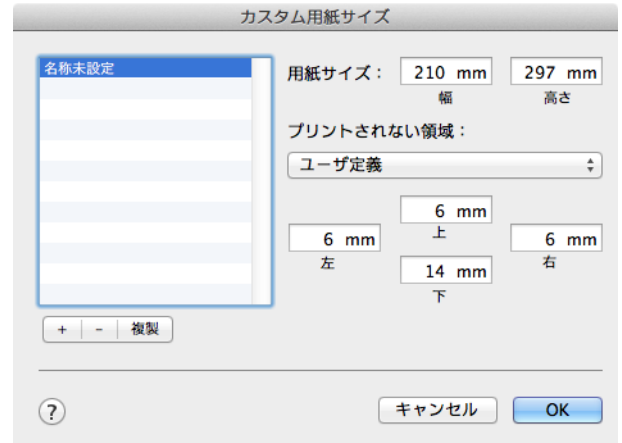 カスタム用紙サイズ
名称未設定
用紙サイズ： 210 mm 297 mm
幅 高さ
プリントされない領域：
ユーザ定義
6 mm
上
6 mm 6 mm
左 右
14 mm
下
+ - 複製
? キャンセル OK